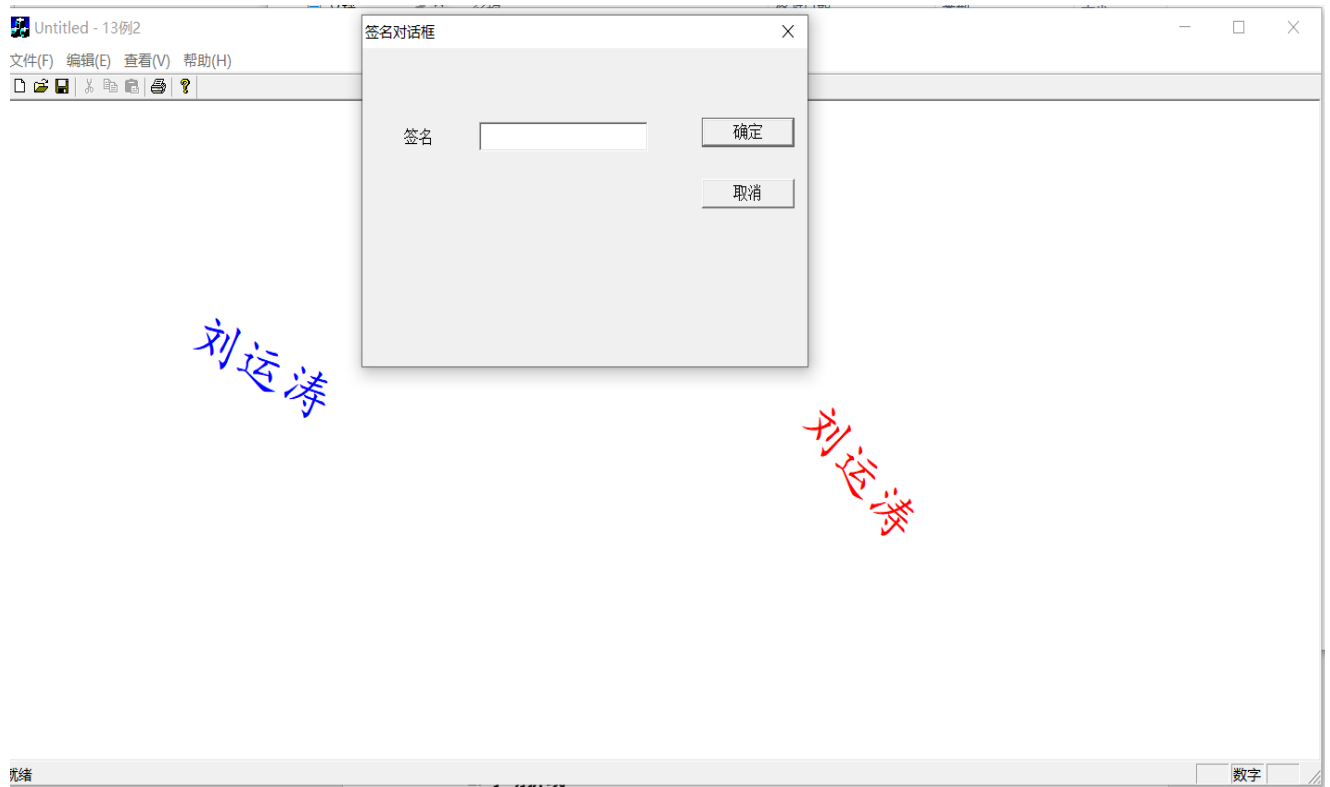 Untitled - 13例2
签名对话框
文件(F) 编辑(E) 查看(V) 帮助(H)
签名
确定
取消
刘运涛
刘运涛
就绪
数字